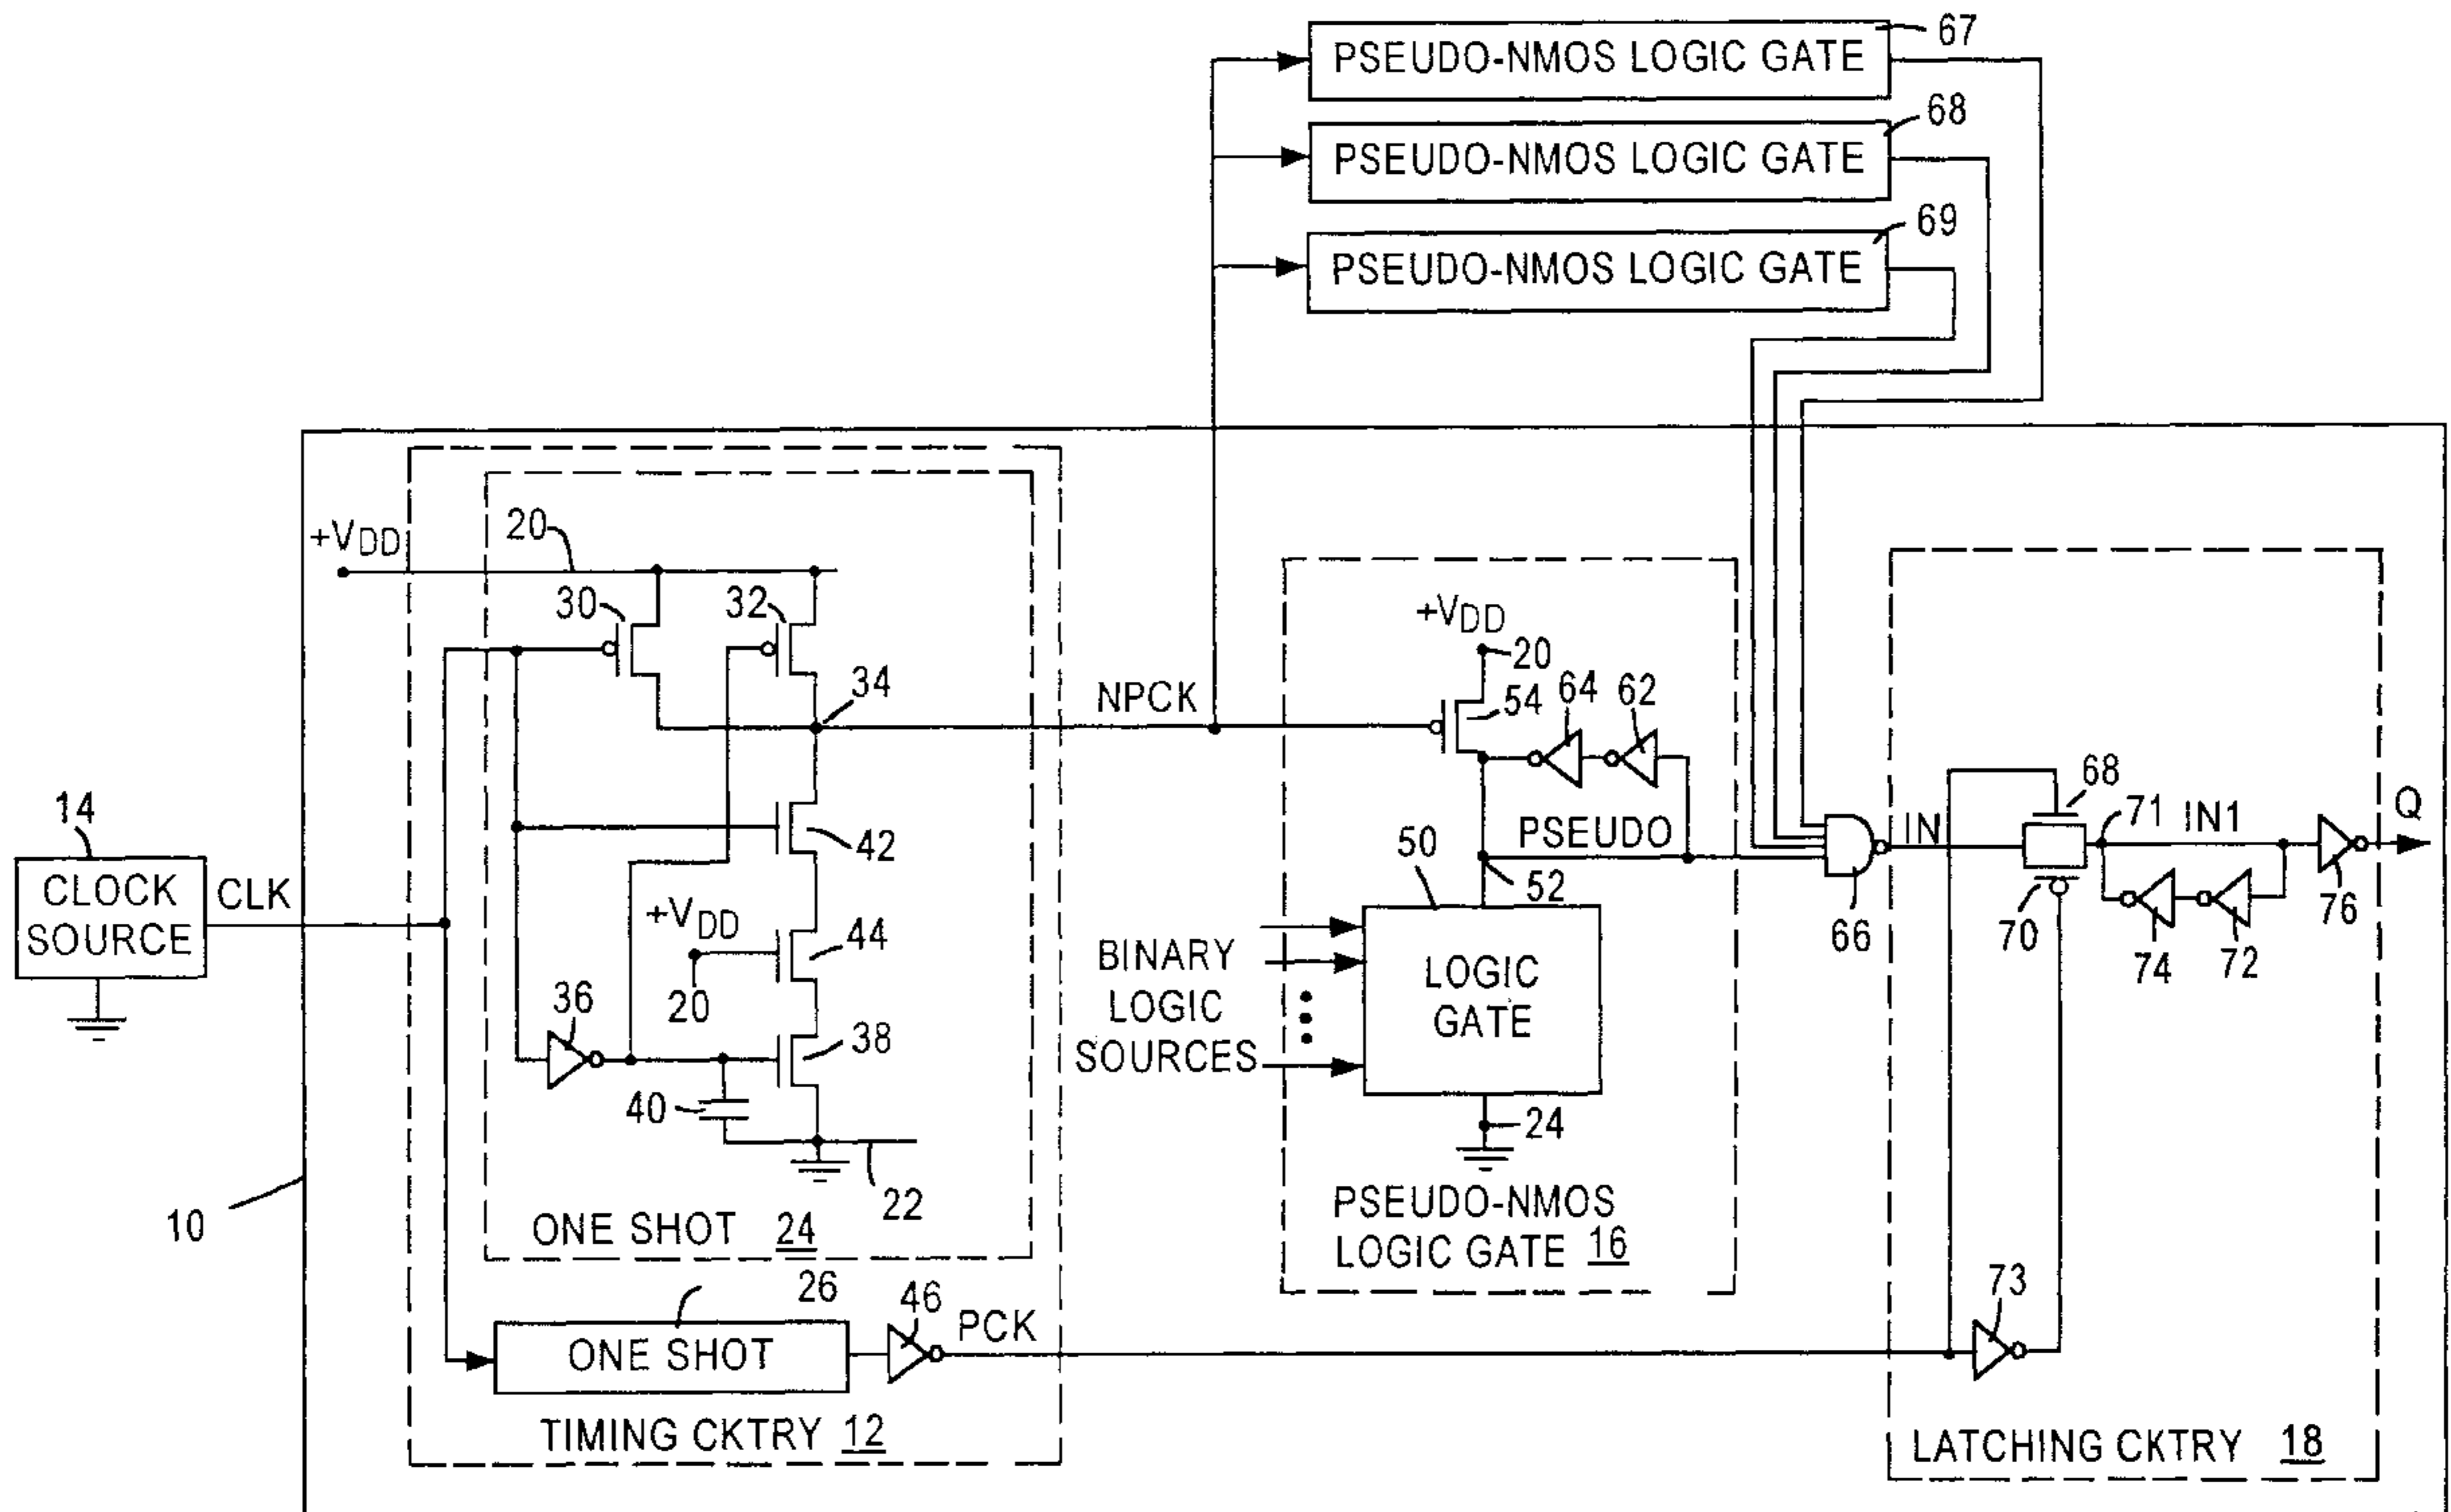 PSEUDO-NMOS LOGIC GATE
67
PSEUDO-NMOS LOGIC GATE
68
PSEUDO-NMOS LOGIC GATE
69
+VDD
20
30
32
34
NPCK
42
+VDD
44
20
36
38
40
22
ONE SHOT 24
14
CLOCK
SOURCE
CLK
10
26
ONE SHOT
46
PCK
TIMING CKTRY 12
+VDD
20
54
64
62
PSEUDO
50
52
BINARY
LOGIC
SOURCES
LOGIC
GATE
24
PSEUDO-NMOS
LOGIC GATE 16
66
IN
68
71
IN1
Q
70
74
72
76
73
LATCHING CKTRY 18